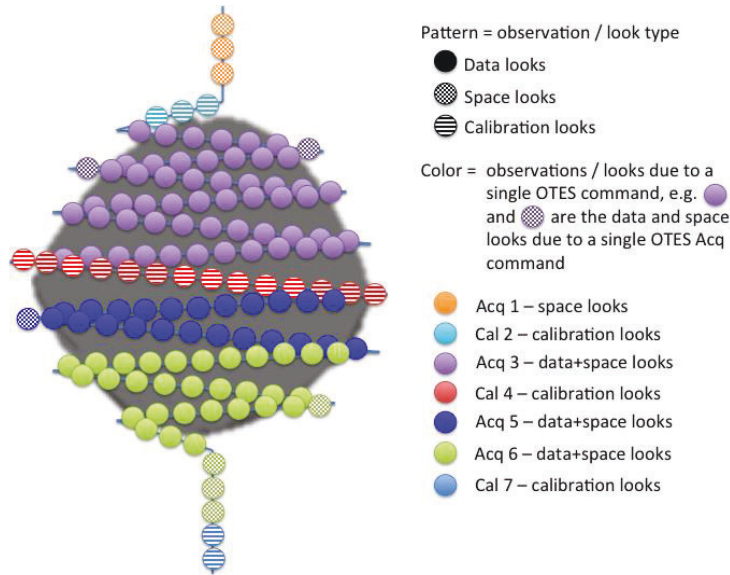 Pattern = observation / look type
Data looks
Space looks
Calibration looks
Color = observations / looks due to a
single OTES command, e.g.
and are the data and space
looks due to a single OTES Acq
command
Acq 1 – space looks
Cal 2 – calibration looks
Acq 3 – data+space looks
Cal 4 – calibration looks
Acq 5 – data+space looks
Acq 6 – data+space looks
Cal 7 – calibration looks